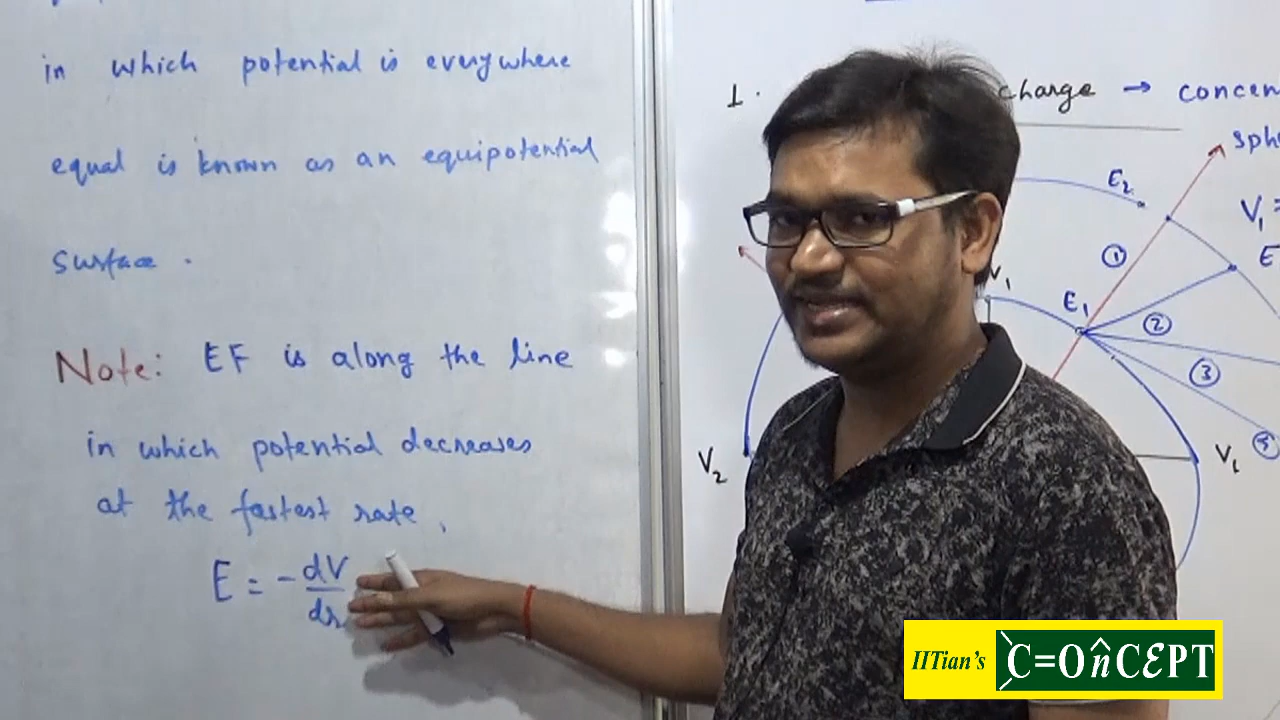 in which potential is everywhere
equal is known as an equipotential
surface.
Note: EF is along the line
in which potential decreases
at the fastest rate,
E = - dV
dr
1. charge → concen
sph
E2
V1 =
E
1
V1
E1
2
3
V2
V1
IITian's C=On̂CEPT